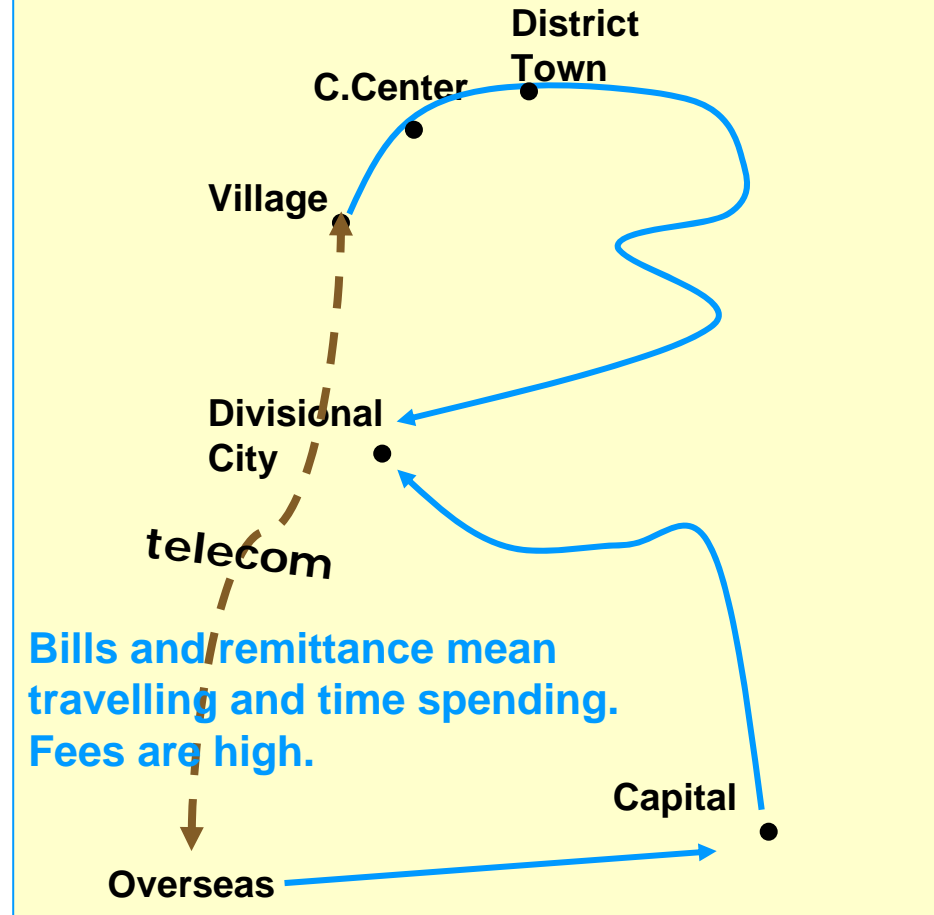 District
Town
C.Center
Village
Divisional
City
telecom
Bills and remittance mean
travelling and time spending.
Fees are high.
Capital
Overseas